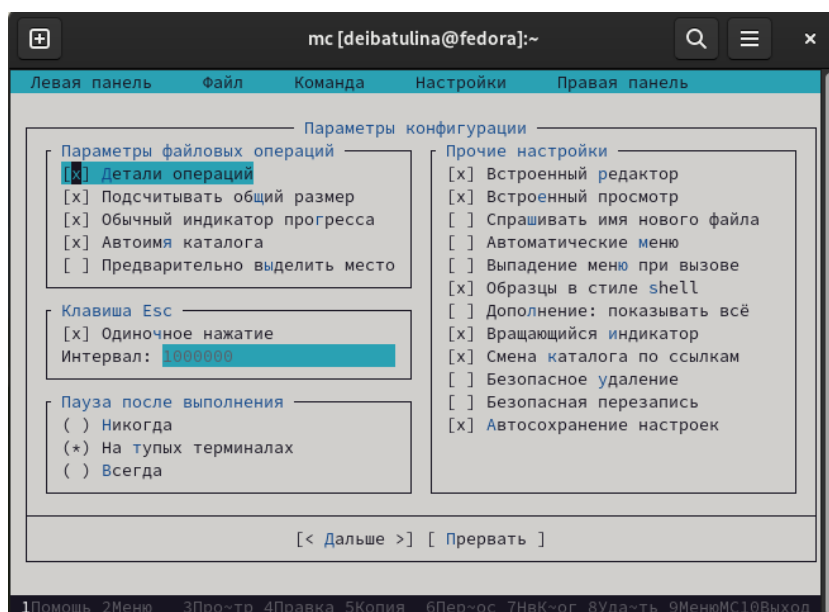 mc [deibatulina@fedora]:~
Левая панель Файл Команда Настройки Правая панель
Параметры конфигурации
Параметры файловых операций
[x] Детали операций
[x] Подсчитывать общий размер
[x] Обычный индикатор прогресса
[x] Автоимя каталога
[ ] Предварительно выделить место
Клавиша Esc
[x] Одиночное нажатие
Интервал: 1000000
Пауза после выполнения
( ) Никогда
(*) На тупых терминалах
( ) Всегда
Прочие настройки
[x] Встроенный редактор
[x] Встроенный просмотр
[ ] Спрашивать имя нового файла
[ ] Автоматические меню
[ ] Выпадение меню при вызове
[x] Образцы в стиле shell
[ ] Дополнение: показывать всё
[x] Вращающийся индикатор
[x] Смена каталога по ссылкам
[ ] Безопасное удаление
[ ] Безопасная перезапись
[x] Автосохранение настроек
[< Дальше >] [ Прервать ]
1Помощь 2Меню 3Про~тр 4Правка 5Копия 6Пер~ос 7НвК~ог 8Уда~ть 9МенюMC10Выход